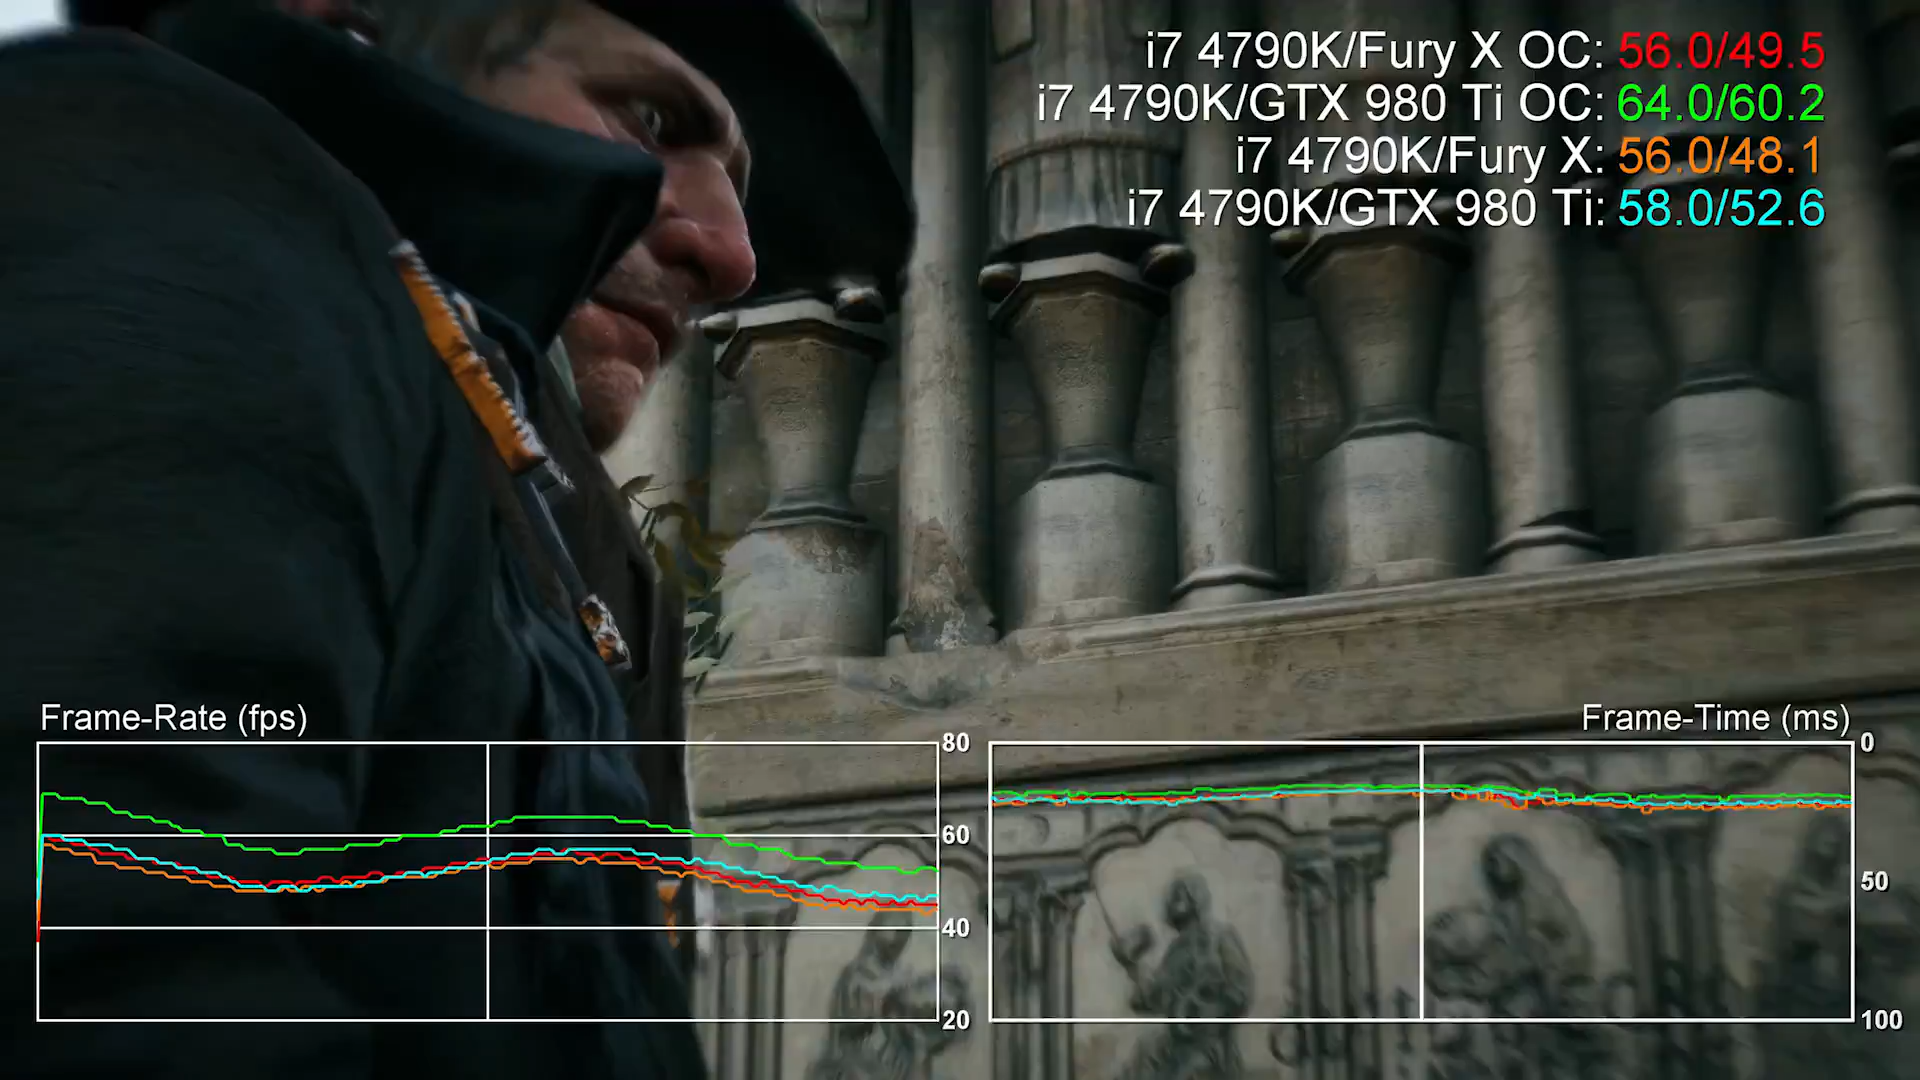 i7 4790K/Fury X OC: 56.0/49.5
i7 4790K/GTX 980 Ti OC: 64.0/60.2
i7 4790K/Fury X: 56.0/48.1
i7 4790K/GTX 980 Ti: 58.0/52.6
Frame-Rate (fps)
80
60
40
20
Frame-Time (ms)
0
50
100